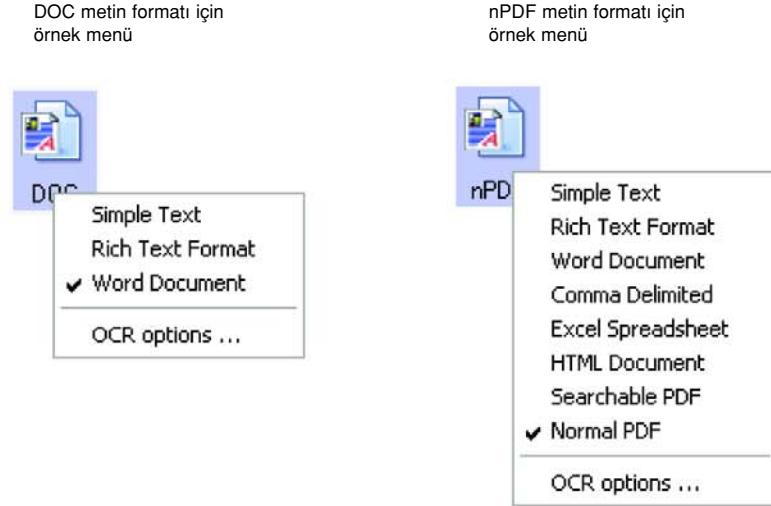 DOC metin formatı için
örnek menü
DOC
Simple Text
Rich Text Format
Word Document
OCR options ...
nPDF metin formatı için
örnek menü
nPD
Simple Text
Rich Text Format
Word Document
Comma Delimited
Excel Spreadsheet
HTML Document
Searchable PDF
Normal PDF
OCR options ...